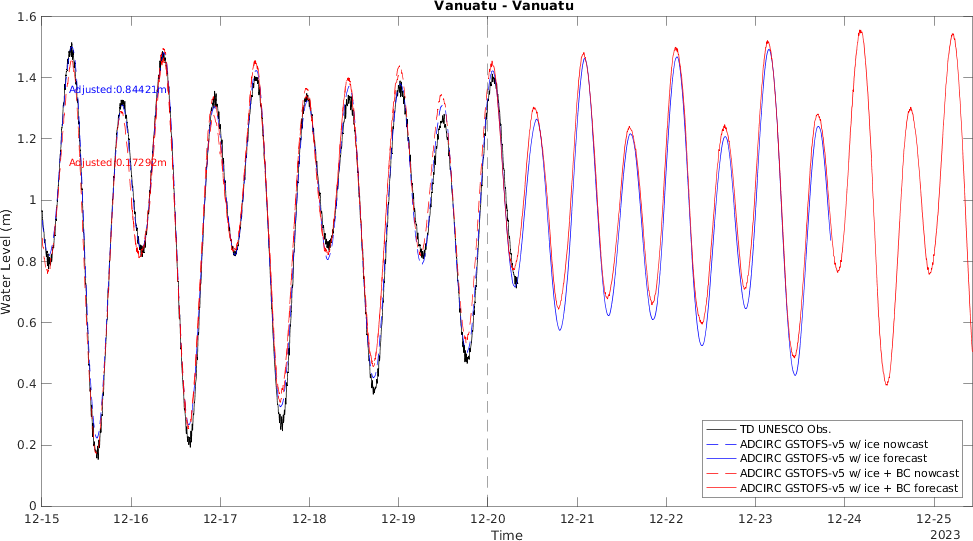 Vanuatu - Vanuatu
1.6
1.4
1.2
1
0.8
0.6
0.4
0.2
0
Water Level (m)
Adjusted:0.84421m
Adjusted:0.17292m
TD UNESCO Obs.
ADCIRC GSTOFS-v5 w/ ice nowcast
ADCIRC GSTOFS-v5 w/ ice forecast
ADCIRC GSTOFS-v5 w/ ice + BC nowcast
ADCIRC GSTOFS-v5 w/ ice + BC forecast
12-15 12-16 12-17 12-18 12-19 12-20 12-21 12-22 12-23 12-24 12-25
Time 2023